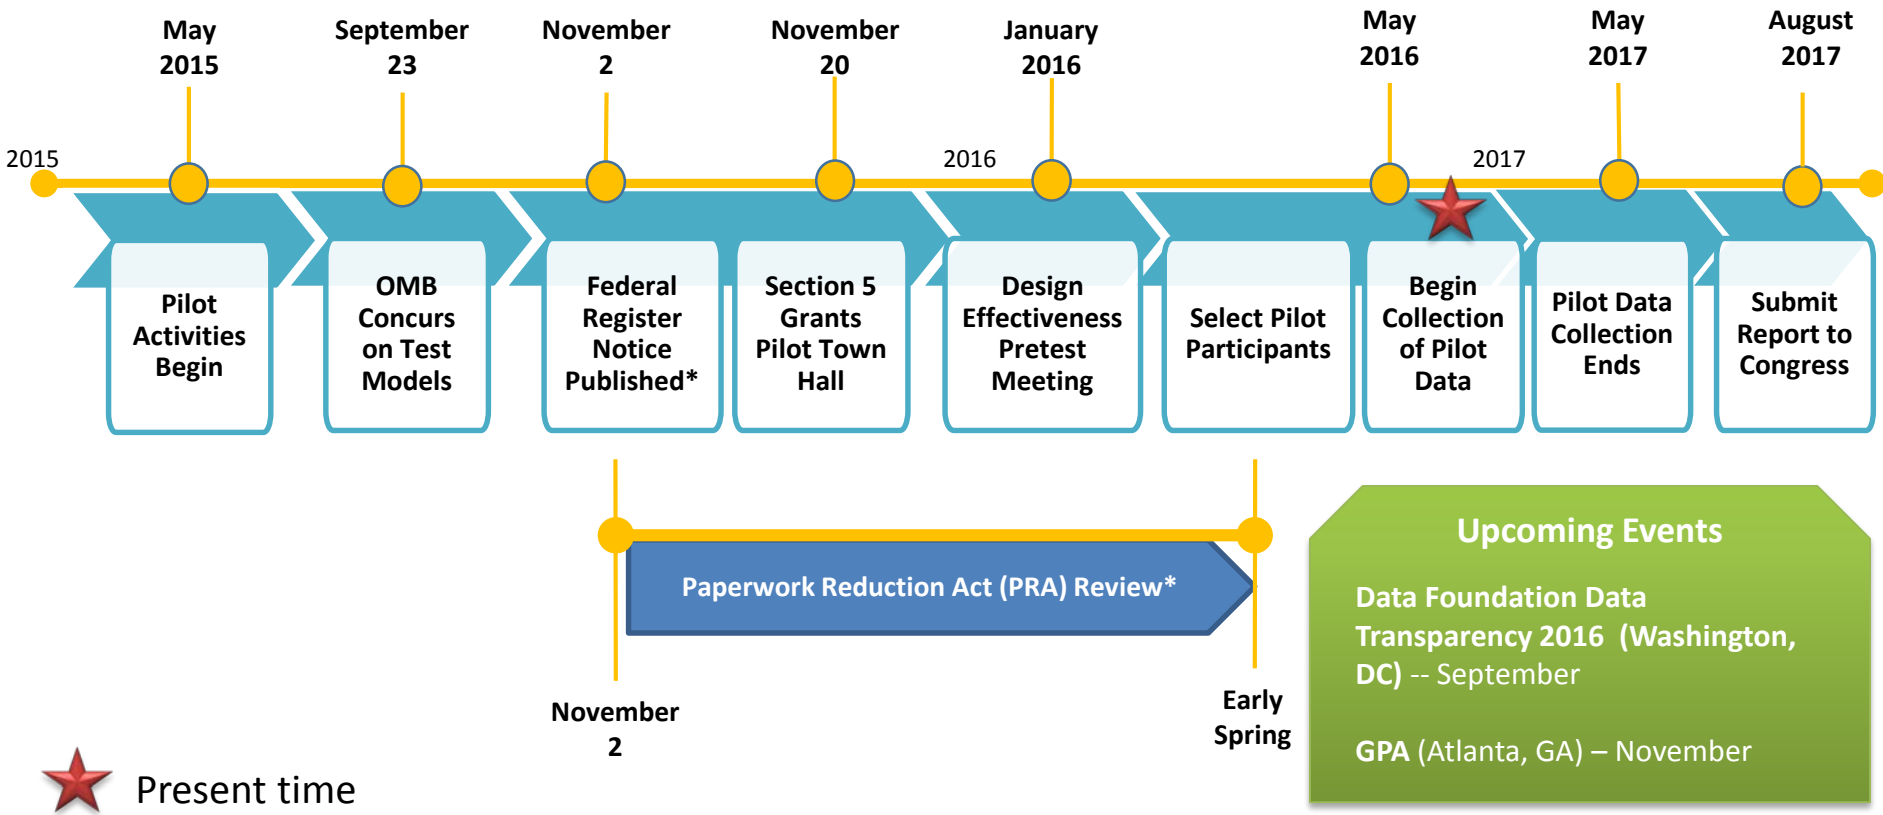 May
2015
September
23
November
2
November
20
January
2016
May
2016
May
2017
August
2017
2015
2016
2017
Pilot
Activities
Begin
OMB
Concurs
on Test
Models
Federal
Register
Notice
Published*
Section 5
Grants
Pilot Town
Hall
Design
Effectiveness
Pretest
Meeting
Select Pilot
Participants
Begin
Collection
of Pilot
Data
Pilot Data
Collection
Ends
Submit
Report to
Congress
Paperwork Reduction Act (PRA) Review*
November
2
Early
Spring
Upcoming Events
Data Foundation Data
Transparency 2016 (Washington,
DC) -- September
GPA (Atlanta, GA) – November
Present time